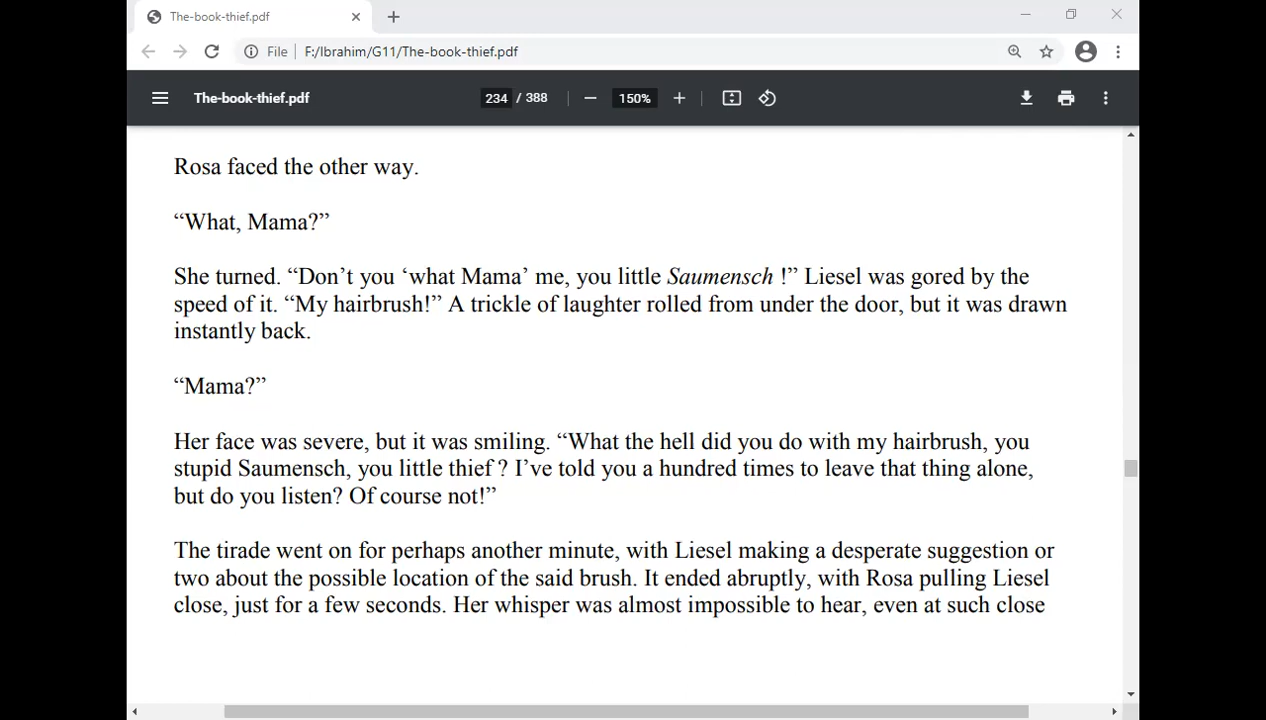 The-book-thief.pdf
File F:/Ibrahim/G11/The-book-thief.pdf
The-book-thief.pdf 234 / 388 150%
Rosa faced the other way.
“What, Mama?”
She turned. “Don’t you ‘what Mama’ me, you little Saumensch !” Liesel was gored by the
speed of it. “My hairbrush!” A trickle of laughter rolled from under the door, but it was drawn
instantly back.
“Mama?”
Her face was severe, but it was smiling. “What the hell did you do with my hairbrush, you
stupid Saumensch, you little thief ? I’ve told you a hundred times to leave that thing alone,
but do you listen? Of course not!”
The tirade went on for perhaps another minute, with Liesel making a desperate suggestion or
two about the possible location of the said brush. It ended abruptly, with Rosa pulling Liesel
close, just for a few seconds. Her whisper was almost impossible to hear, even at such close